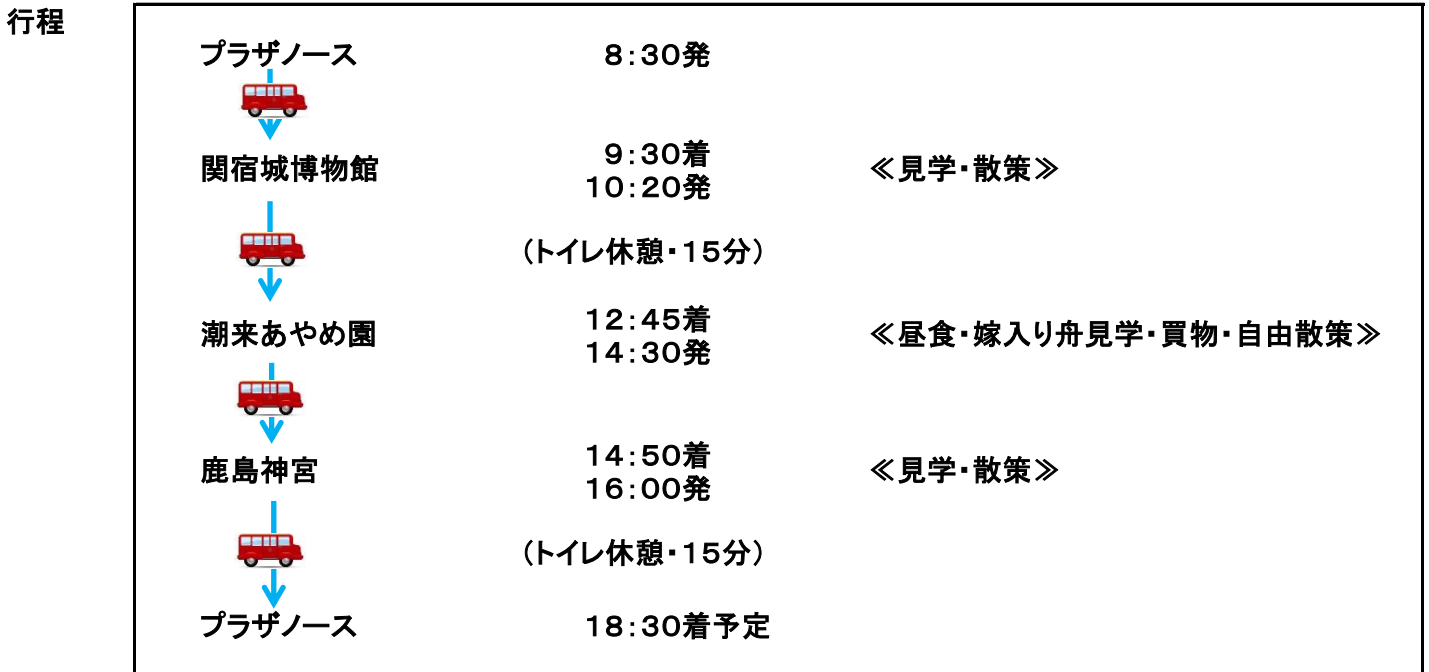 行程
プラザノース 8:30発
関宿城博物館 9:30着 ≪見学・散策≫
10:20発
(トイレ休憩・15分)
潮来あやめ園 12:45着 ≪昼食・嫁入り舟見学・買物・自由散策≫
14:30発
鹿島神宮 14:50着 ≪見学・散策≫
16:00発
(トイレ休憩・15分)
プラザノース 18:30着予定